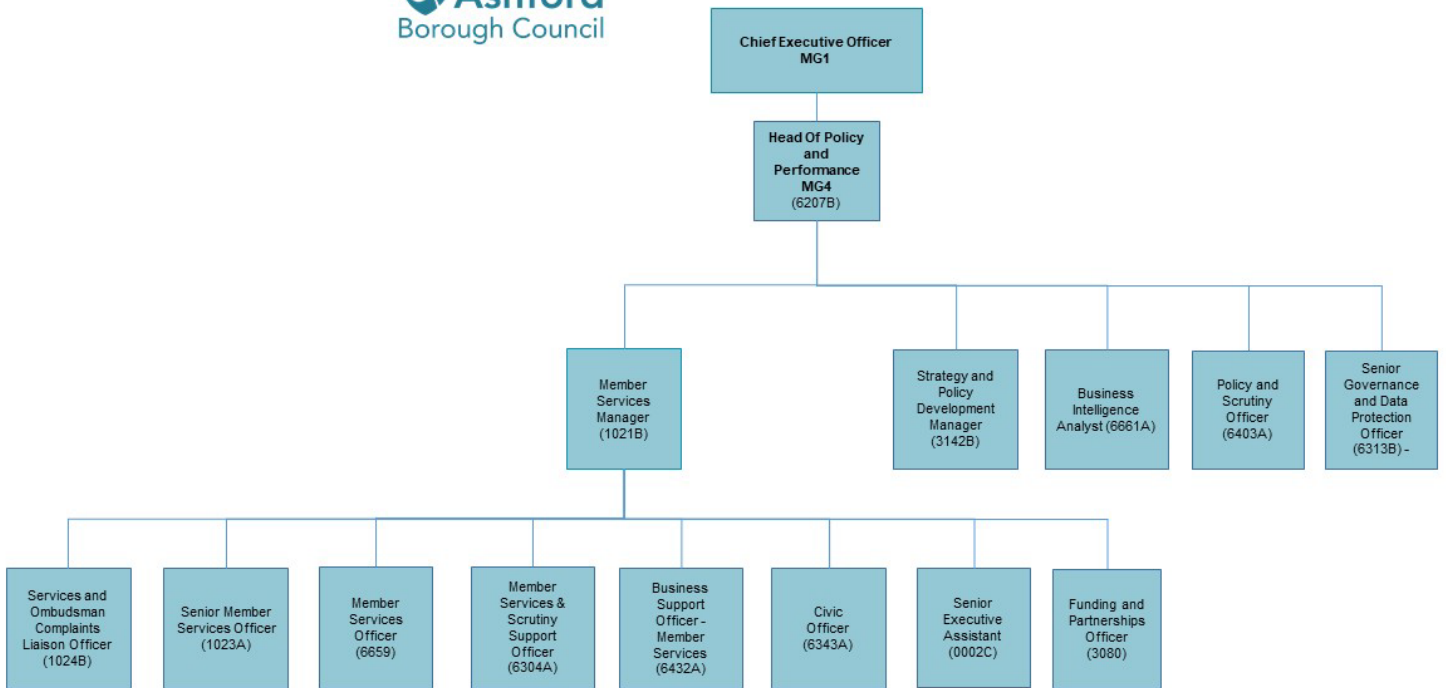 Ashford
Borough Council
Chief Executive Officer
MG1
Head Of Policy
and
Performance
MG4
(6207B)
Member
Services
Manager
(1021B)
Strategy and
Policy
Development
Manager
(3142B)
Business
Intelligence
Analyst (6661A)
Policy and
Scrutiny
Officer
(6403A)
Senior
Governance
and Data
Protection
Officer
(6313B) -
Services and
Ombudsman
Complaints
Liaison Officer
(1024B)
Senior Member
Services Officer
(1023A)
Member
Services
Officer
(6659)
Member
Services &
Scrutiny
Support
Officer
(6304A)
Business
Support
Officer -
Member
Services
(6432A)
Civic
Officer
(6343A)
Senior
Executive
Assistant
(0002C)
Funding and
Partnerships
Officer
(3080)